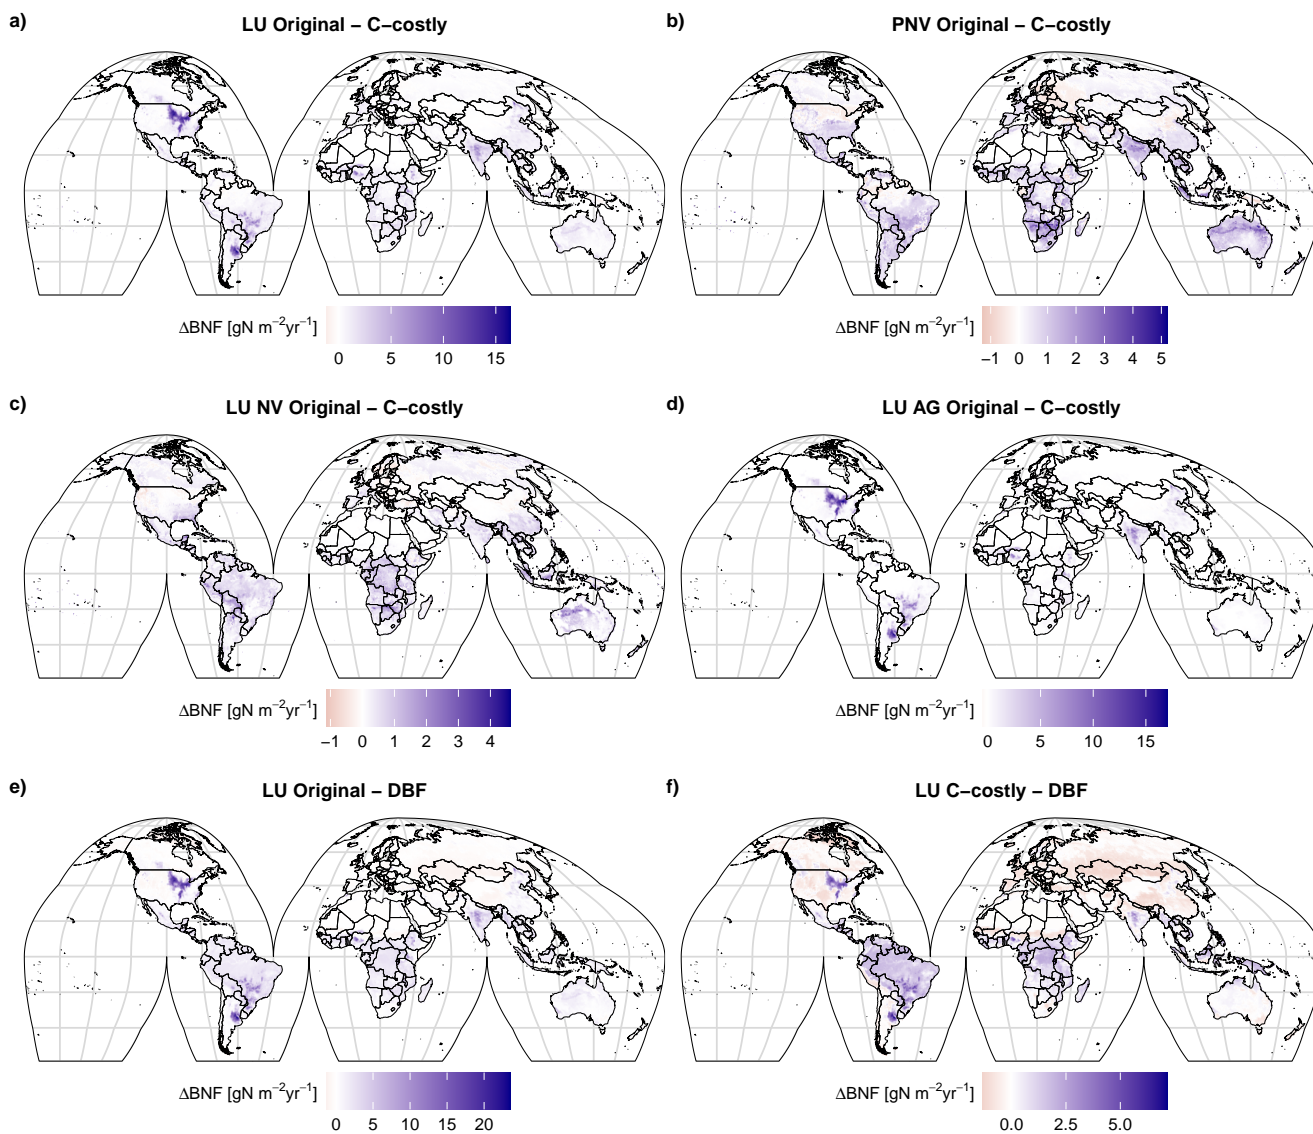 a) LU Original − C−costly
b) PNV Original − C−costly
ΔBNF [gN m⁻²yr⁻¹]
0 5 10 15
ΔBNF [gN m⁻²yr⁻¹]
−1 0 1 2 3 4 5
c) LU NV Original − C−costly
d) LU AG Original − C−costly
ΔBNF [gN m⁻²yr⁻¹]
−1 0 1 2 3 4
ΔBNF [gN m⁻²yr⁻¹]
0 5 10 15
e) LU Original − DBF
f) LU C−costly − DBF
ΔBNF [gN m⁻²yr⁻¹]
0 5 10 15 20
ΔBNF [gN m⁻²yr⁻¹]
0.0 2.5 5.0